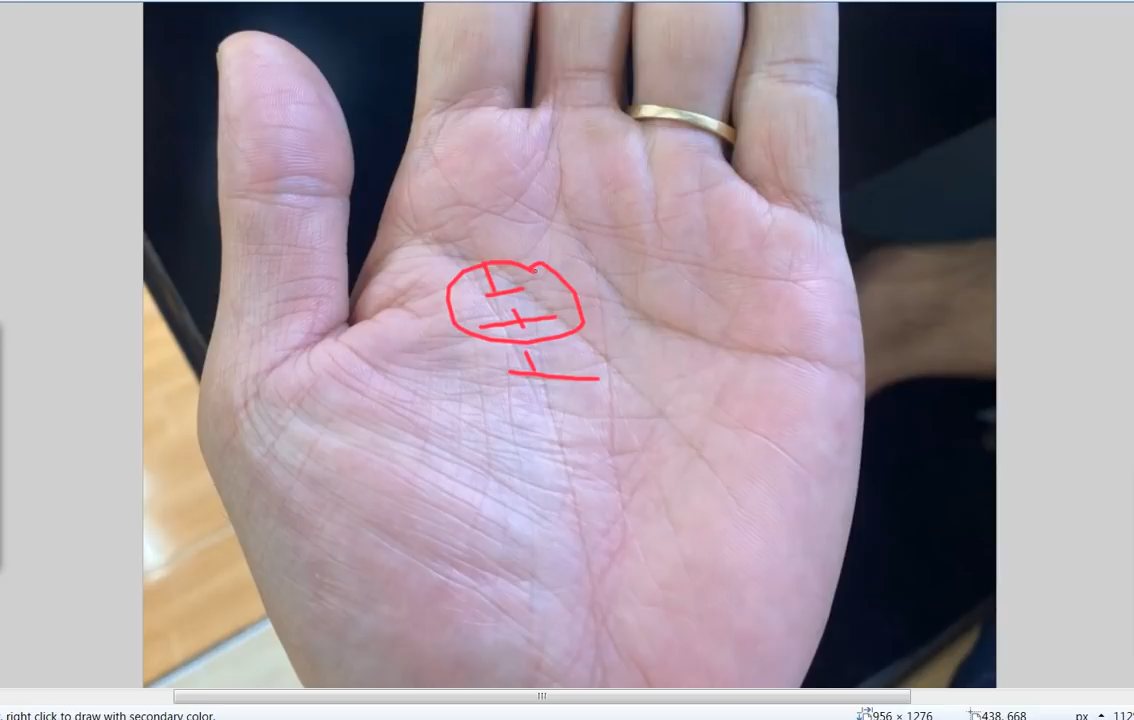 , right click to draw with secondary color.
956 × 1276
438, 668
px